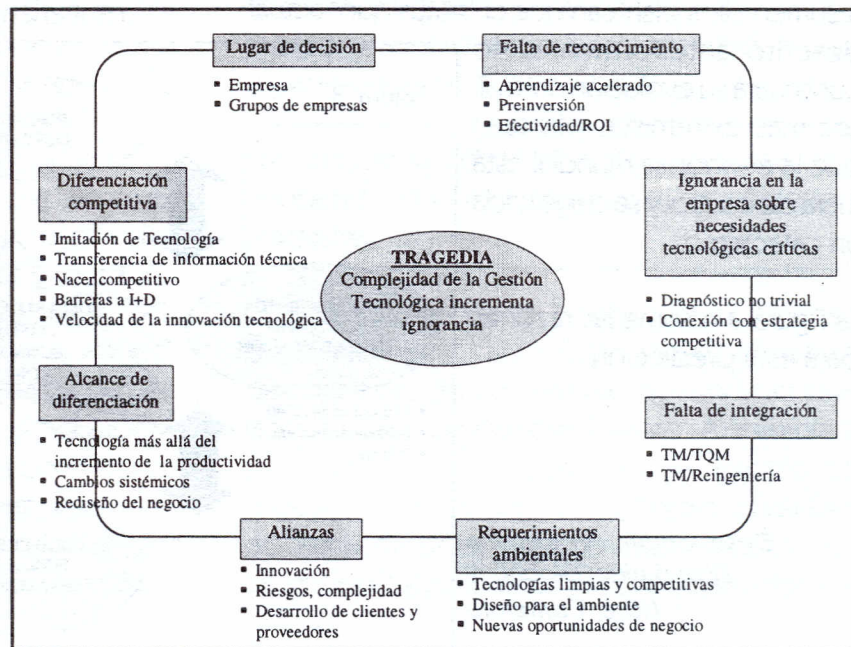 Lugar de decisión
▪ Empresa
▪ Grupos de empresas
Falta de reconocimiento
▪ Aprendizaje acelerado
▪ Preinversión
▪ Efectividad/ROI
Diferenciación
competitiva
▪ Imitación de Tecnología
▪ Transferencia de información técnica
▪ Nacer competitivo
▪ Barreras a I+D
▪ Velocidad de la innovación tecnológica
TRAGEDIA
Complejidad de la Gestión
Tecnológica incrementa
ignorancia
Ignorancia en la
empresa sobre
necesidades
tecnológicas críticas
▪ Diagnóstico no trivial
▪ Conexión con estrategia
competitiva
Alcance de
diferenciación
▪ Tecnología más allá del
incremento de la productividad
▪ Cambios sistémicos
▪ Rediseño del negocio
Falta de integración
▪ TM/TQM
▪ TM/Reingeniería
Alianzas
▪ Innovación
▪ Riesgos, complejidad
▪ Desarrollo de clientes y
proveedores
Requerimientos
ambientales
▪ Tecnologías limpias y competitivas
▪ Diseño para el ambiente
▪ Nuevas oportunidades de negocio